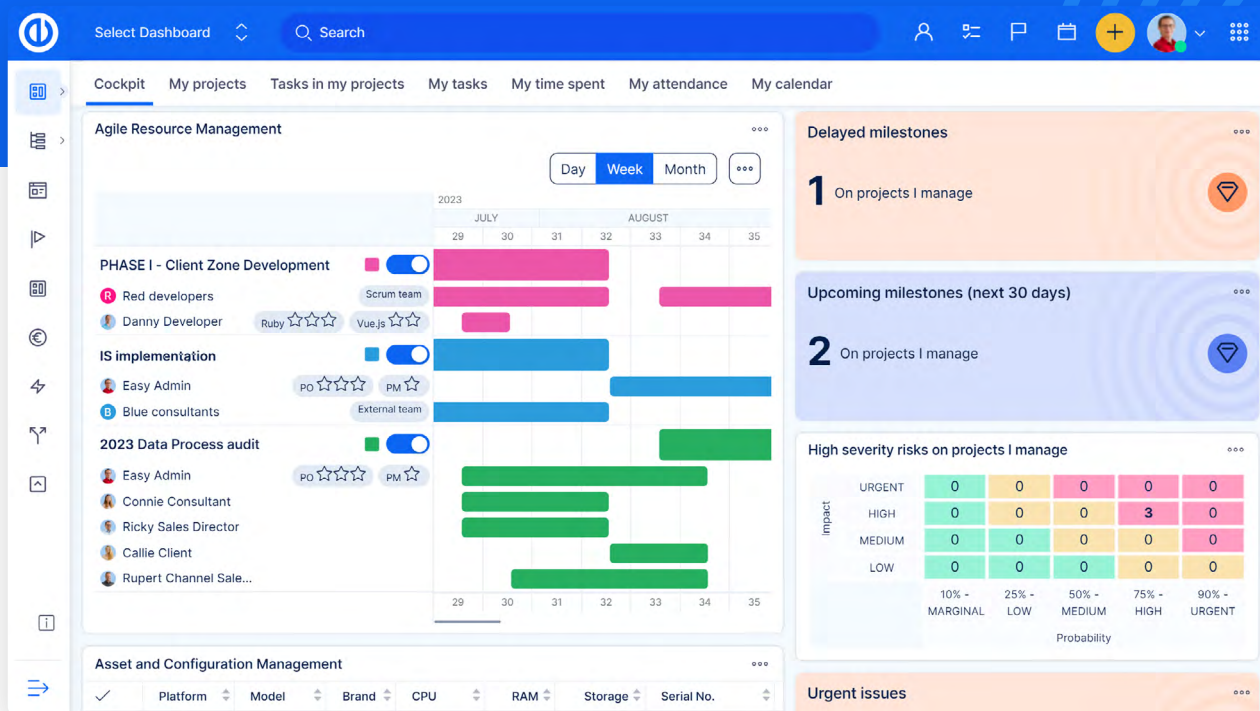 Select Dashboard
Search
Cockpit My projects Tasks in my projects My tasks My time spent My attendance My calendar
Agile Resource Management
Day Week Month
2023
JULY AUGUST
29 30 31 32 33 34 35
PHASE I - Client Zone Development
R Red developers Scrum team
Danny Developer Ruby Vue.js
IS implementation
Easy Admin PO PM
B Blue consultants External team
2023 Data Process audit
Easy Admin PO PM
Connie Consultant
Ricky Sales Director
Callie Client
Rupert Channel Sale...
29 30 31 32 33 34 35
Asset and Configuration Management
Platform Model Brand CPU RAM Storage Serial No.
Delayed milestones
1 On projects I manage
Upcoming milestones (next 30 days)
2 On projects I manage
High severity risks on projects I manage
Impact
URGENT 0 0 0 0 0
HIGH 0 0 0 3 0
MEDIUM 0 0 0 0 0
LOW 0 0 0 0 0
10% - 25% - 50% - 75% - 90% -
MARGINAL LOW MEDIUM HIGH URGENT
Probability
Urgent issues